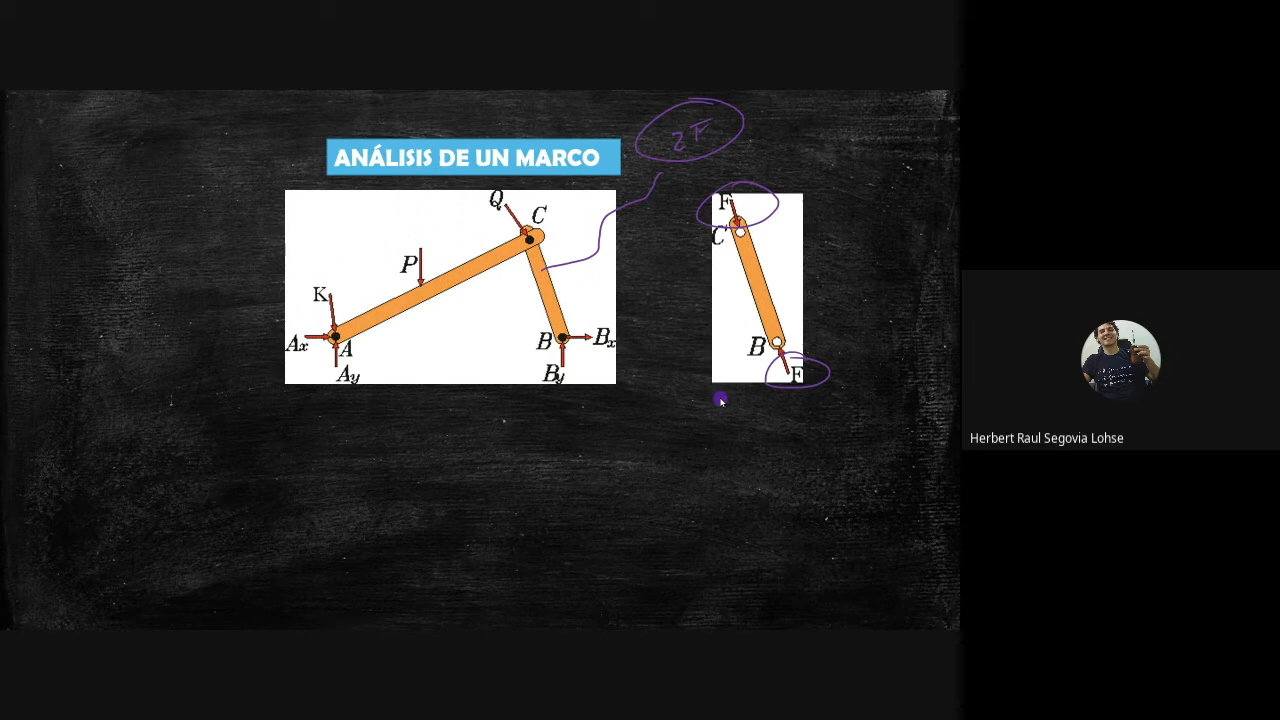 2F
ANÁLISIS DE UN MARCO
Q
C
P
K
Ax
A
Ay
B
Bx
By
F
C
B
F
Herbert Raul Segovia Lohse